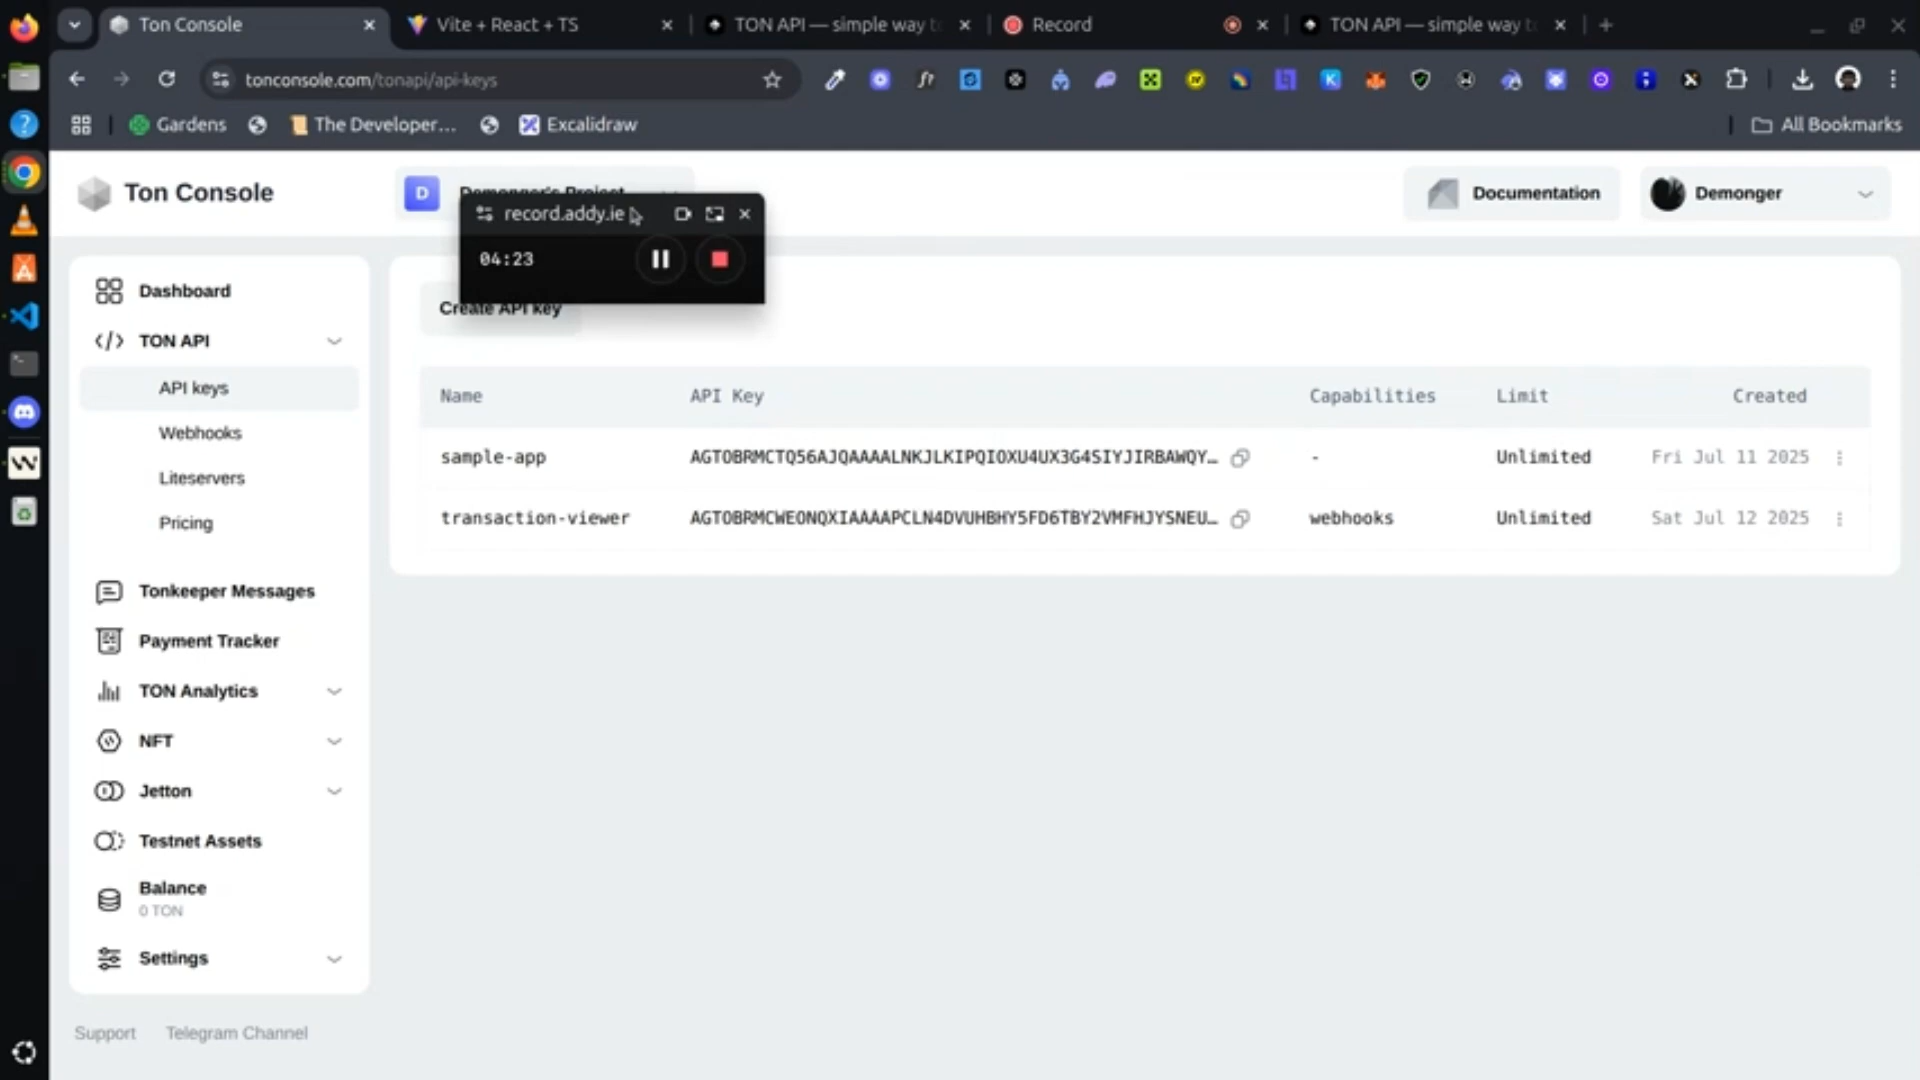 Ton Console
Vite + React + TS
TON API — simple way t
Record
TON API — simple way t
tonconsole.com/tonapi/api-keys
Gardens
The Developer...
Excalidraw
All Bookmarks
Ton Console
D
Demonger's Project
Documentation
Demonger
record.addy.ie
04:23
Create API key
Dashboard
TON API
API keys
Webhooks
Liteservers
Pricing
Tonkeeper Messages
Payment Tracker
TON Analytics
NFT
Jetton
Testnet Assets
Balance
0 TON
Settings
Support
Telegram Channel
Name API Key Capabilities Limit Created
sample-app AGTOBRMCTQ56AJQAAAALNKJLKIPQIOXU4UX3G4SIYJIRBAWQY… - Unlimited Fri Jul 11 2025
transaction-viewer AGTOBRMCWEONQXIAAAAPCLN4DVUHBHY5FD6TBY2VMFHJYSNEU… webhooks Unlimited Sat Jul 12 2025